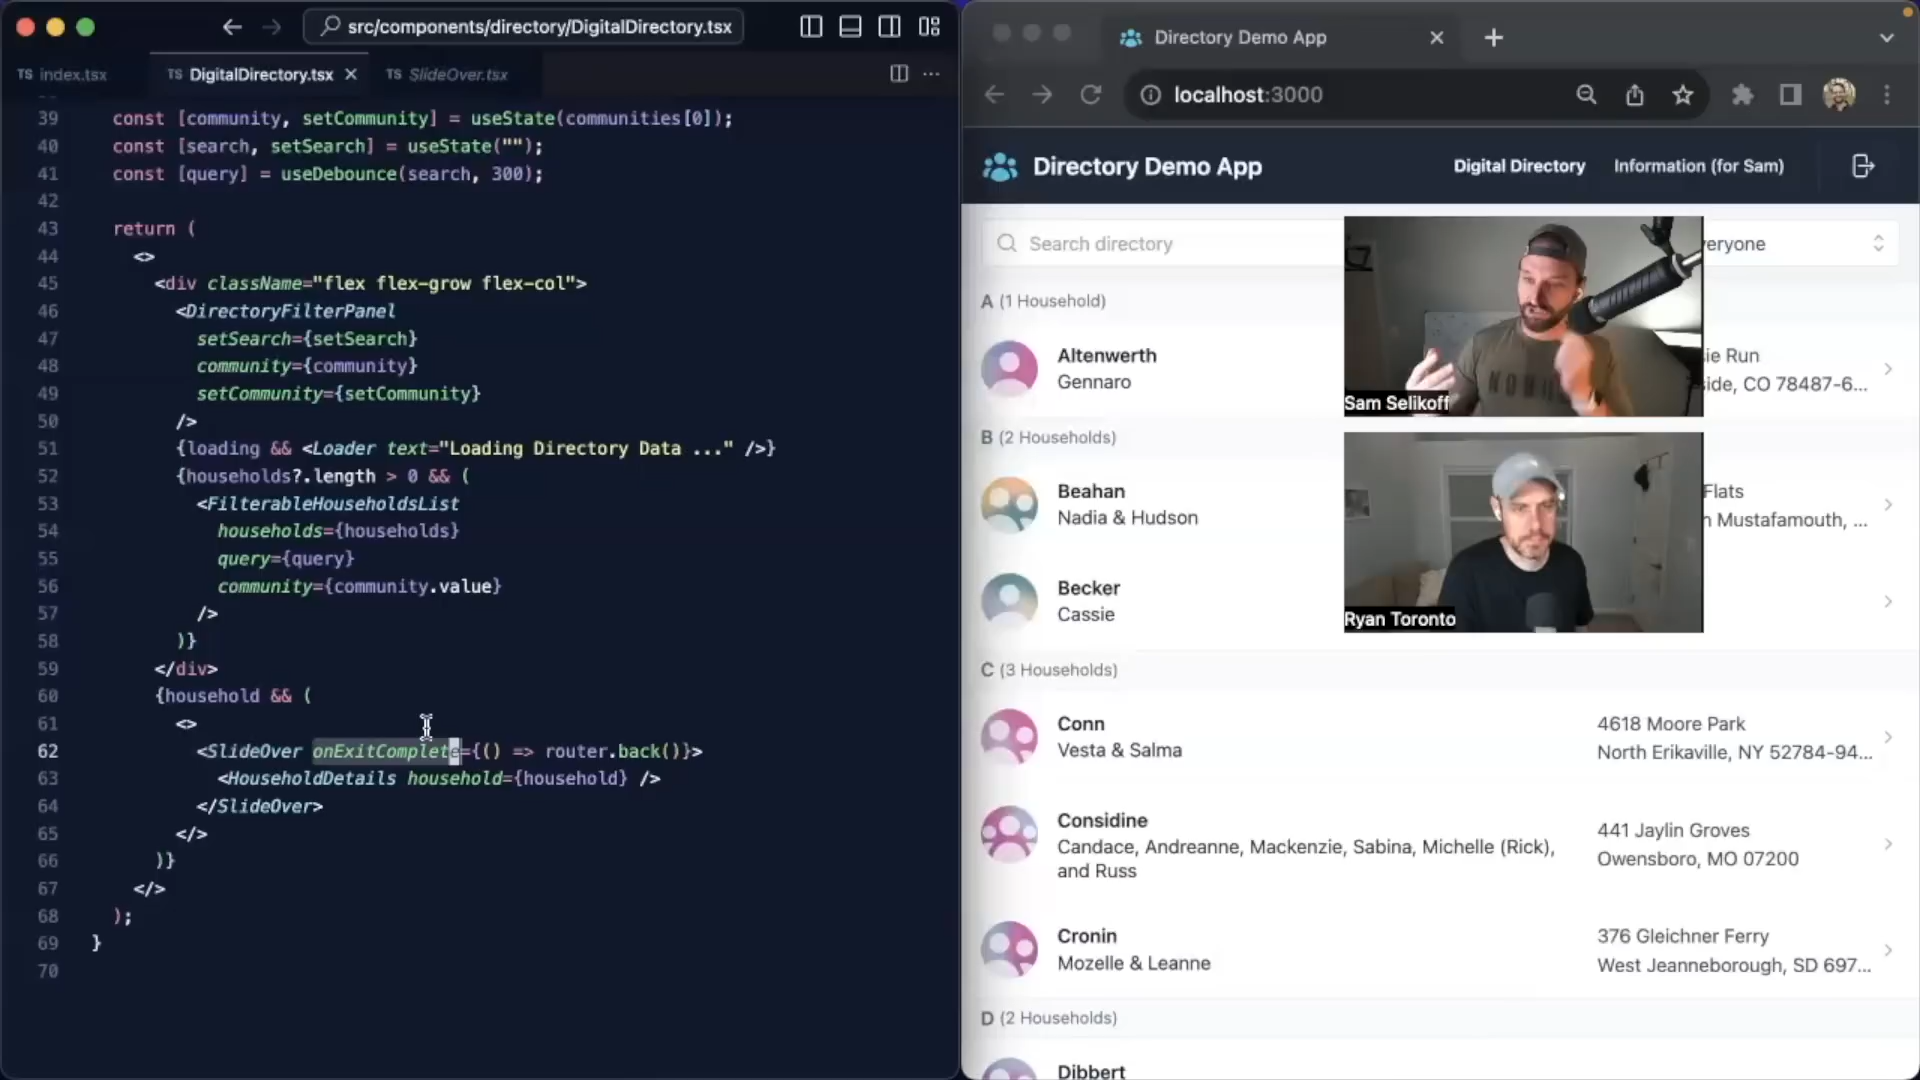 src/components/directory/DigitalDirectory.tsx
TS index.tsx
TS DigitalDirectory.tsx
TS SlideOver.tsx
39 const [community, setCommunity] = useState(communities[0]);
40 const [search, setSearch] = useState("");
41 const [query] = useDebounce(search, 300);
42
43 return (
44 <>
45 <div className="flex flex-grow flex-col">
46 <DirectoryFilterPanel
47 setSearch={setSearch}
48 community={community}
49 setCommunity={setCommunity}
50 />
51 {loading && <Loader text="Loading Directory Data ..." />}
52 {households?.length > 0 && (
53 <FilterableHouseholdsList
54 households={households}
55 query={query}
56 community={community.value}
57 />
58 )}
59 </div>
60 {household && (
61 <>
62 <SlideOver onExitComplete={() => router.back()}>
63 <HouseholdDetails household={household} />
64 </SlideOver>
65 </>
66 )}
67 </>
68 );
69 }
70
Directory Demo App
localhost:3000
Directory Demo App
Digital Directory
Information (for Sam)
Search directory
veryone
A (1 Household)
Altenwerth
Gennaro
sie Run
side, CO 78487-6...
B (2 Households)
Beahan
Nadia & Hudson
Flats
n Mustafamouth, ...
Becker
Cassie
C (3 Households)
Conn
Vesta & Salma
4618 Moore Park
North Erikaville, NY 52784-94...
Considine
Candace, Andreanne, Mackenzie, Sabina, Michelle (Rick),
and Russ
441 Jaylin Groves
Owensboro, MO 07200
Cronin
Mozelle & Leanne
376 Gleichner Ferry
West Jeanneborough, SD 697...
D (2 Households)
Dibbert
Sam Selikoff
Ryan Toronto